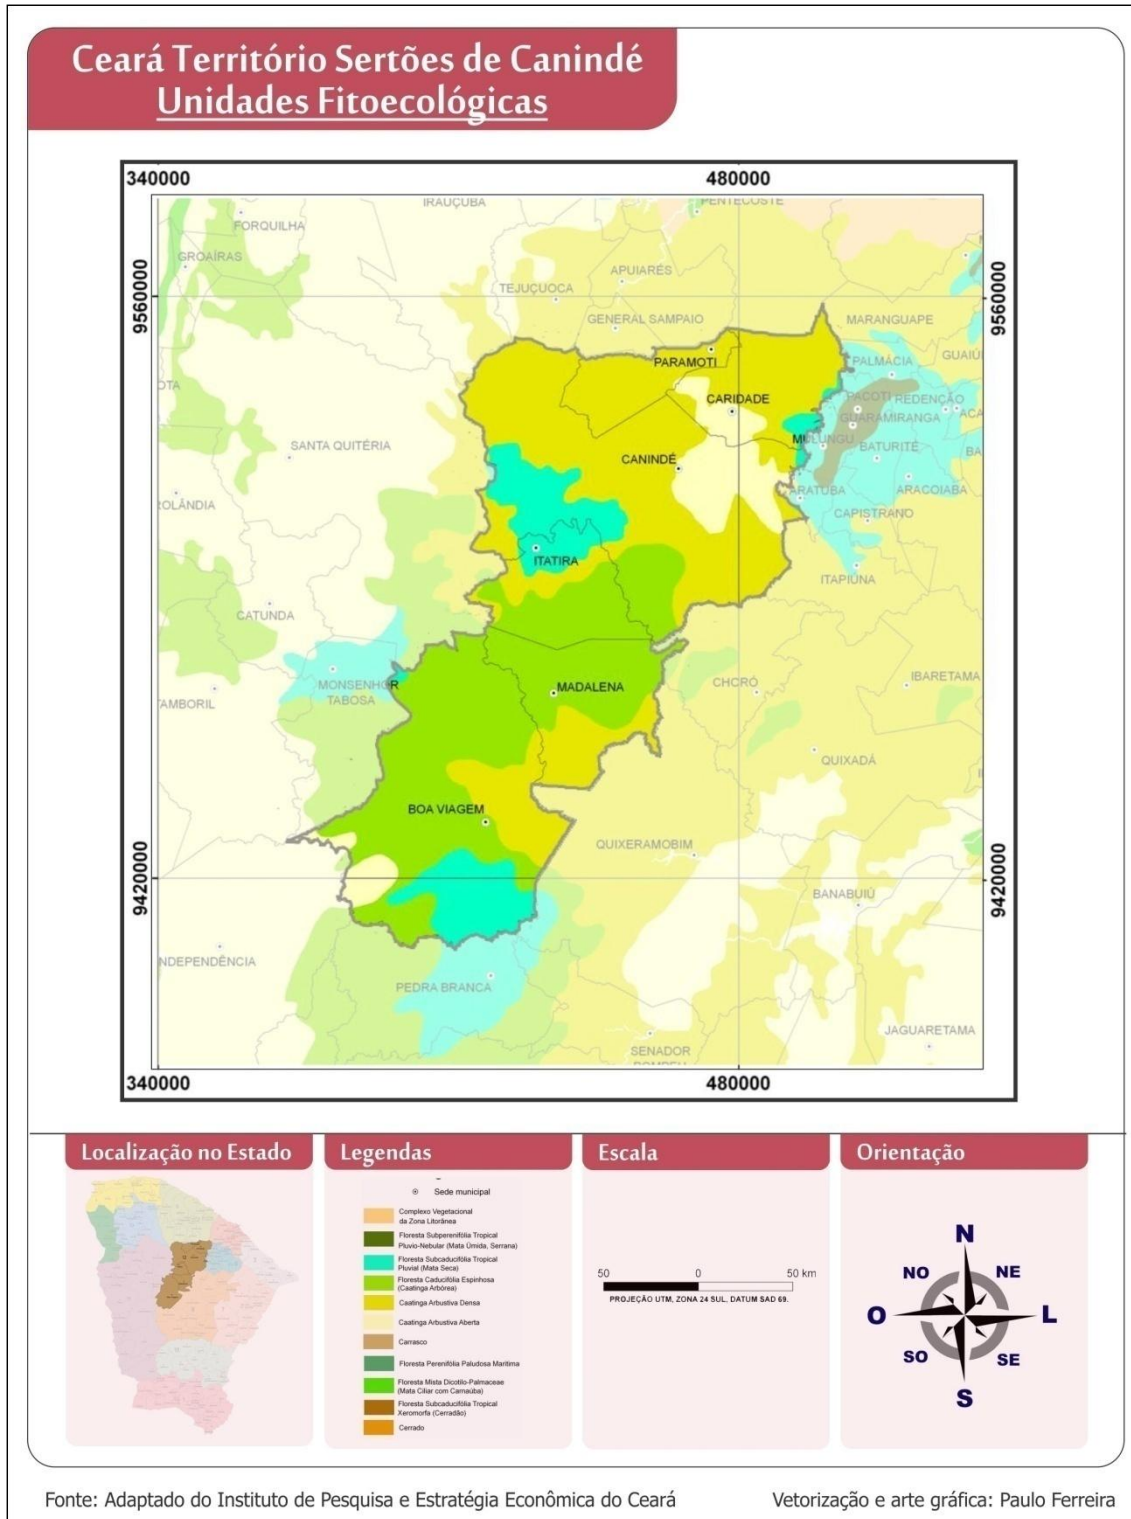 Ceará Território Sertões de Canindé
Unidades Fitoecológicas
340000
480000
9560000
9560000
IRAUÇUBA
PENTECOSTE
FORQUILHA
GROAÍRAS
APUIARÉS
TEJUÇUOCA
GENERAL SAMPAIO
MARANGUAPE
PARAMOTI
PALMÁCIA
CARIDADE
PACOTI
REDENÇÃO
GUARAMIRANGA
SANTA QUITÉRIA
CANINDÉ
MULUNGU
BATURITÉ
ARATUBA
ARACOIABA
CAPISTRANO
ITATIRA
ITAPIÚNA
CATUNDA
MONSENHOR
TABOSA
MADALENA
CHORÓ
IBARETAMA
TAMBORIL
QUIXADÁ
BOA VIAGEM
QUIXERAMOBIM
9420000
9420000
BANABUIÚ
NDEPENDÊNCIA
PEDRA BRANCA
JAGUARETAMA
SENADOR
340000
480000
Localização no Estado
Legendas
Sede municipal
Complexo Vegetacional
da Zona Litorânea
Floresta Subperenifólia Tropical
Pluvio-Nebular (Mata Úmida, Serrana)
Floresta Subcaducifólia Tropical
Pluvial (Mata Seca)
Floresta Caducifólia Espinhosa
(Caatinga Arbórea)
Caatinga Arbustiva Densa
Caatinga Arbustiva Aberta
Carrasco
Floresta Perenifólia Paludosa Maritima
Floresta Mista Dicotilo-Palmaceae
(Mata Ciliar com Carnaúba)
Floresta Subcaducifólia Tropical
Xeromorfa (Cerradão)
Cerrado
Escala
50 0 50 km
PROJEÇÃO UTM, ZONA 24 SUL, DATUM SAD 69.
Orientação
N
NO NE
O L
SO SE
S
Fonte: Adaptado do Instituto de Pesquisa e Estratégia Econômica do Ceará
Vetorização e arte gráfica: Paulo Ferreira